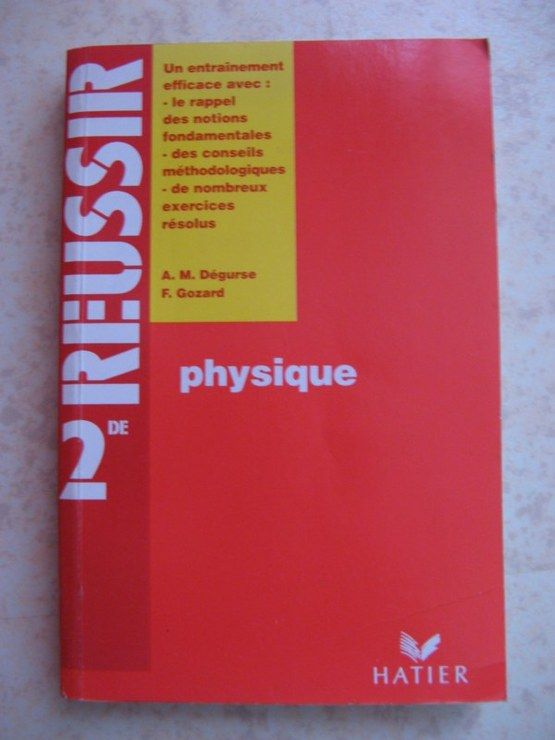 REUSSIR
2DE
Un entraînement
efficace avec :
- le rappel
des notions
fondamentales
- des conseils
méthodologiques
- de nombreux
exercices
résolus
A. M. Dégurse
F. Gozard
physique
HATIER